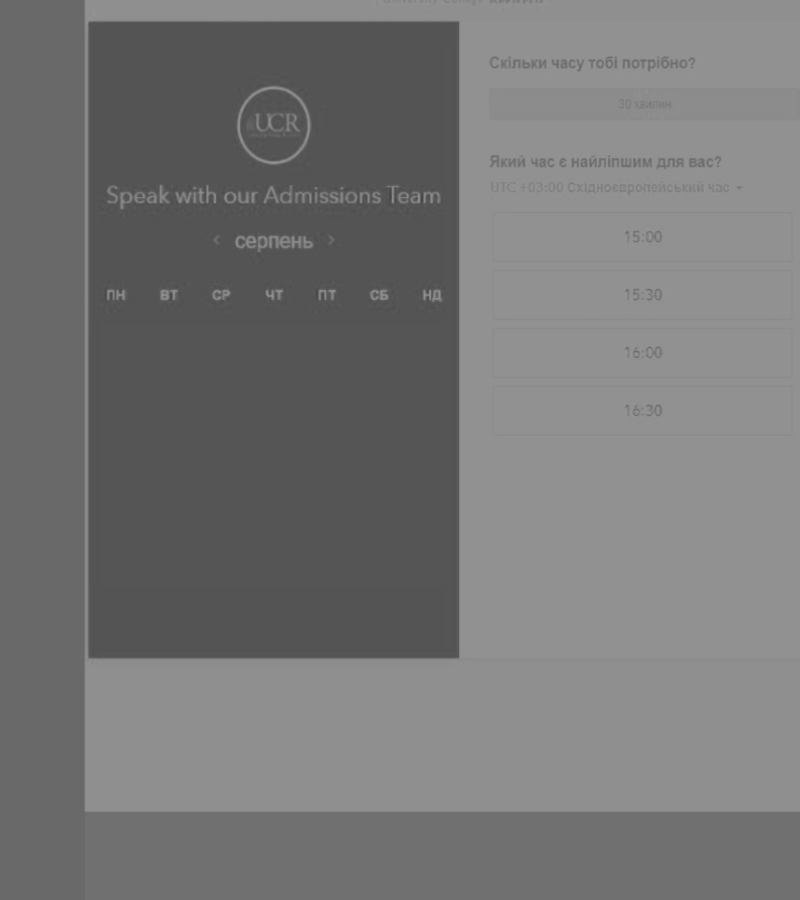 University College
UCR
Speak with our Admissions Team
< серпень >
ПН ВТ СР ЧТ ПТ СБ НД
Скільки часу тобі потрібно?
30 хвилин
Який час є найліпшим для вас?
UTC +03:00 Східноєвропейський час
15:00
15:30
16:00
16:30